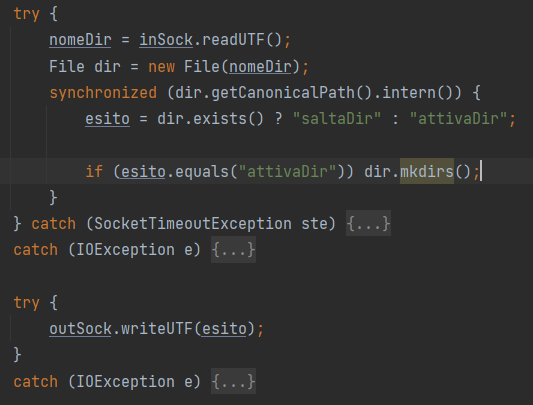 try {
nomeDir = inSock.readUTF();
File dir = new File(nomeDir);
synchronized (dir.getCanonicalPath().intern()) {
esito = dir.exists() ? "saltaDir" : "attivaDir";
if (esito.equals("attivaDir")) dir.mkdirs();
}
} catch (SocketTimeoutException ste) {...}
catch (IOException e) {...}
try {
outSock.writeUTF(esito);
}
catch (IOException e) {...}